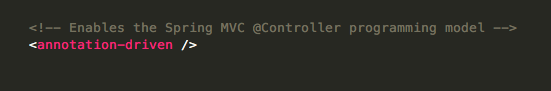 <!-- Enables the Spring MVC @Controller programming model -->
<annotation-driven />